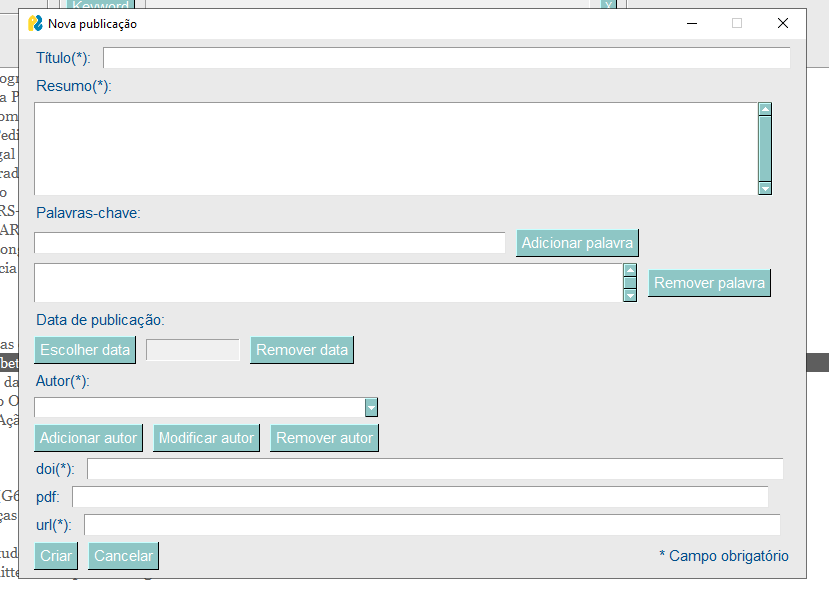 Keyword
X
Nova publicação
Título(*):
Resumo(*):
Palavras-chave:
Adicionar palavra
Remover palavra
Data de publicação:
Escolher data Remover data
Autor(*):
Adicionar autor Modificar autor Remover autor
doi(*):
pdf:
url(*):
Criar Cancelar * Campo obrigatório